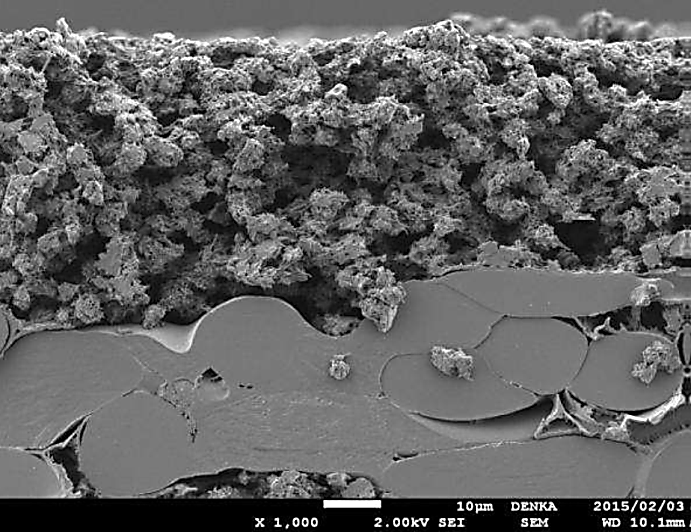 10μm DENKA 2015/02/03
X 1,000 2.00kV SEI SEM WD 10.1mm